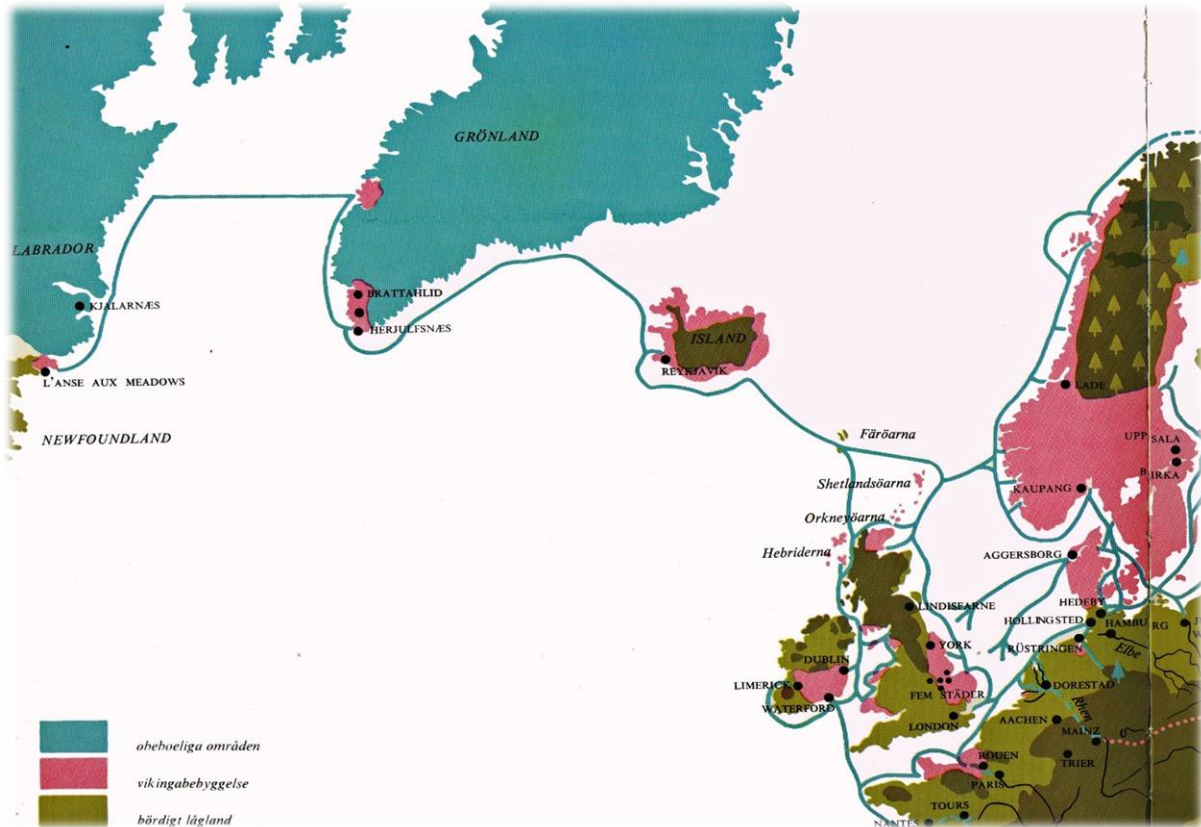 GRÖNLAND
LABRADOR
KJALARNÆS
BRATTAHLID
HERJULFSNÆS
L'ANSE AUX MEADOWS
NEWFOUNDLAND
ISLAND
REYKJAVIK
LADE
Färöarna
UPPSALA
BIRKA
Shetlandsöarna
KAUPANG
Orkneyöarna
Hebriderna
AGGERSBORG
LINDISFARNE
HEDEBY
HOLLINGSTED
HAMBURG
RÜSTRINGEN
Elbe
YORK
DUBLIN
LIMERICK
FEM STÄDER
DORESTAD
WATERFORD
Rhen
LONDON
AACHEN
MAINZ
ROUEN
TRIER
PARIS
TOURS
NANTES
obeboeliga områden
vikingabebyggelse
bördigt lågland